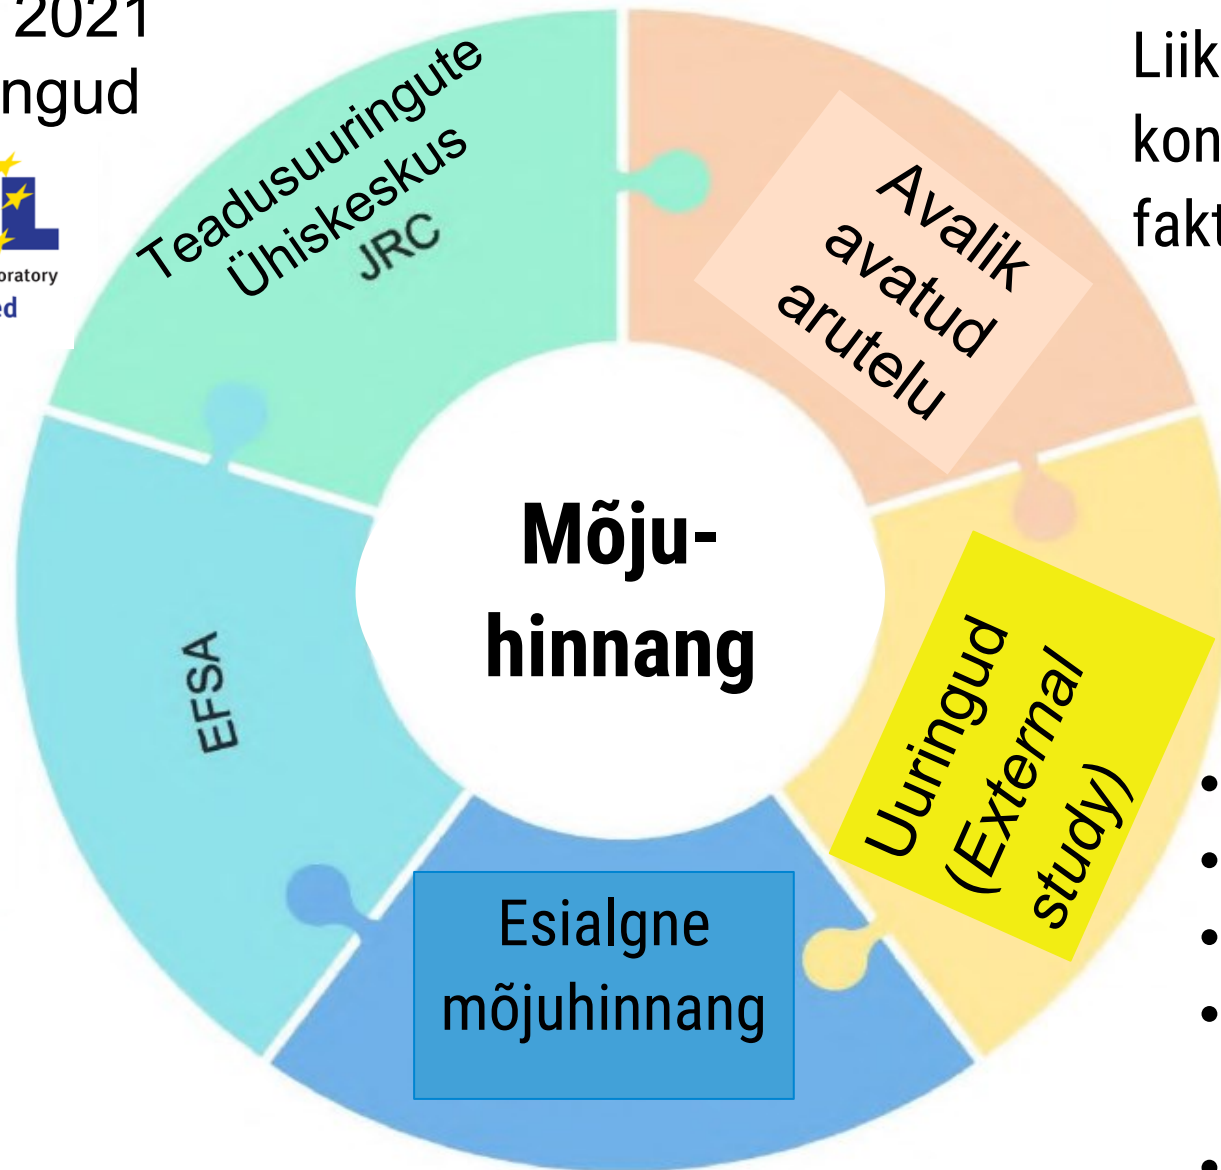 2021
ngud
L
oratory
ed
Teadusuuringute
Ühiskeskus
JRC
Liik
kon
fakt
Avalik
avatud
arutelu
Mõju-
hinnang
EFSA
Uuringud
(External
study)
Esialgne
mõjuhinnang
•
•
•
•
•